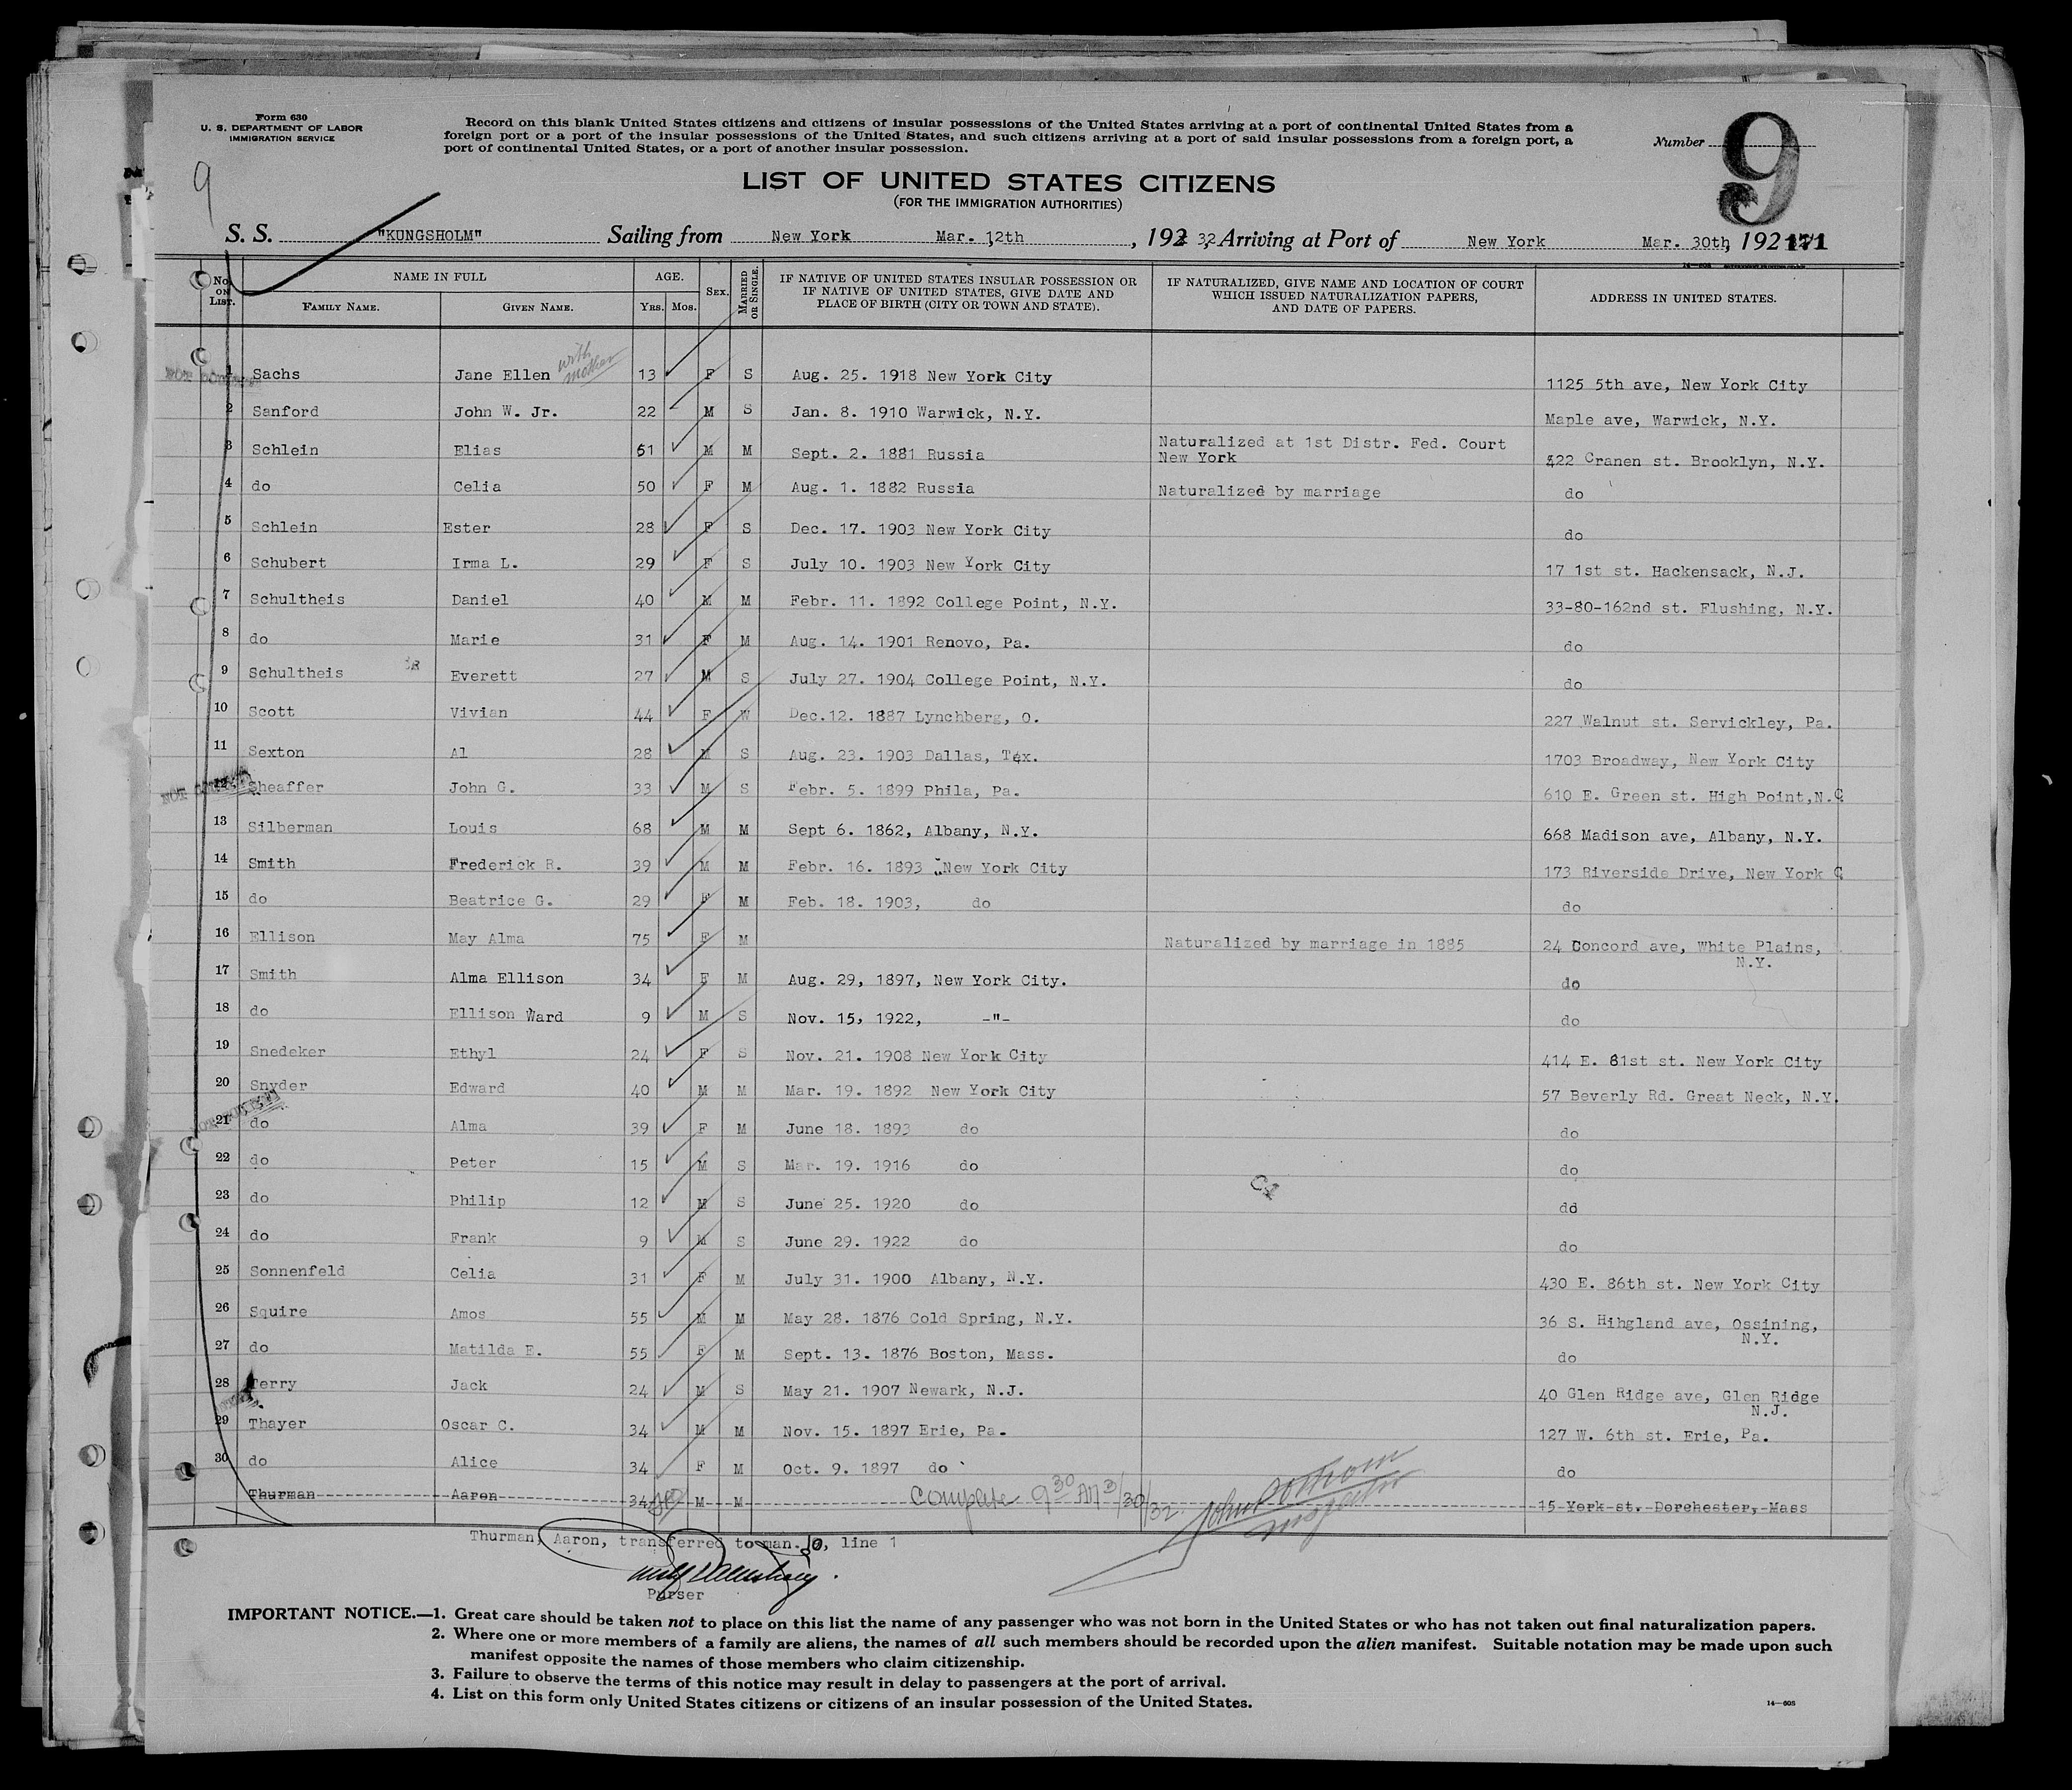 Form 630
U. S. DEPARTMENT OF LABOR
IMMIGRATION SERVICE
Record on this blank United States citizens and citizens of insular possessions of the United States arriving at a port of continental United States from a
foreign port or a port of the insular possessions of the United States, and such citizens arriving at a port of said insular possessions from a foreign port, a
port of continental United States, or a port of another insular possession.
Number 9
9
LIST OF UNITED STATES CITIZENS
(FOR THE IMMIGRATION AUTHORITIES)
S. S. "KUNGSHOLM" Sailing from New York Mar. 12th, 192 32, Arriving at Port of New York Mar. 30th, 192 171
No. ON LIST. NAME IN FULL FAMILY NAME. GIVEN NAME. AGE. YRS. MOS. SEX. MARRIED OR SINGLE. IF NATIVE OF UNITED STATES INSULAR POSSESSION OR IF NATIVE OF UNITED STATES, GIVE DATE AND PLACE OF BIRTH (CITY OR TOWN AND STATE). IF NATURALIZED, GIVE NAME AND LOCATION OF COURT WHICH ISSUED NATURALIZATION PAPERS, AND DATE OF PAPERS. ADDRESS IN UNITED STATES.
1 Sachs Jane Ellen with mother 13 F S Aug. 25. 1918 New York City 1125 5th ave, New York City
2 Sanford John W. Jr. 22 M S Jan. 8. 1910 Warwick, N.Y. Maple ave, Warwick, N.Y.
3 Schlein Elias 51 M M Sept. 2. 1881 Russia Naturalized at 1st Distr. Fed. Court New York 422 Cranen st. Brooklyn, N.Y.
4 do Celia 50 F M Aug. 1. 1882 Russia Naturalized by marriage do
5 Schlein Ester 28 F S Dec. 17. 1903 New York City do
6 Schubert Irma L. 29 F S July 10. 1903 New York City 17 1st st. Hackensack, N.J.
7 Schultheis Daniel 40 M M Febr. 11. 1892 College Point, N.Y. 33-80-162nd st. Flushing, N.Y.
8 do Marie 31 F M Aug. 14. 1901 Renovo, Pa. do
9 Schultheis Everett 27 M S July 27. 1904 College Point, N.Y. do
10 Scott Vivian 44 F W Dec.12. 1887 Lynchberg, O. 227 Walnut st. Servickley, Pa.
11 Sexton Al 28 M S Aug. 23. 1903 Dallas, Tex. 1703 Broadway, New York City
12 Sheaffer John G. 33 M S Febr. 5. 1899 Phila, Pa. 610 E. Green st. High Point,N.C
13 Silberman Louis 68 M M Sept 6. 1862, Albany, N.Y. 668 Madison ave, Albany, N.Y.
14 Smith Frederick R. 39 M M Febr. 16. 1893 New York City 173 Riverside Drive, New York C
15 do Beatrice G. 29 F M Feb. 18. 1903, do do
16 Ellison May Alma 75 F M Naturalized by marriage in 1885 24 Concord ave, White Plains, N.Y.
17 Smith Alma Ellison 34 F M Aug. 29, 1897, New York City. do
18 do Ellison Ward 9 M S Nov. 15, 1922, -"- do
19 Snedeker Ethyl 24 F S Nov. 21. 1908 New York City 414 E. 81st st. New York City
20 Snyder Edward 40 M M Mar. 19. 1892 New York City 57 Beverly Rd. Great Neck, N.Y.
21 do Alma 39 F M June 18. 1893 do do
22 do Peter 15 M S Mar. 19. 1916 do do
23 do Philip 12 M S June 25. 1920 do dd
24 do Frank 9 M S June 29. 1922 do do
25 Sonnenfeld Celia 31 F M July 31. 1900 Albany, N.Y. 430 E. 86th st. New York City
26 Squire Amos 55 M M May 28. 1876 Cold Spring, N.Y. 36 S. Hihgland ave, Ossining, N.Y.
27 do Matilda E. 55 F M Sept. 13. 1876 Boston, Mass. do
28 Terry Jack 24 M S May 21. 1907 Newark, N.J. 40 Glen Ridge ave, Glen Ridge N.J.
29 Thayer Oscar C. 34 M M Nov. 15. 1897 Erie, Pa. 127 W. 6th st. Erie, Pa.
30 do Alice 34 F M Oct. 9. 1897 do do
Thurman Aaron 34 M M Complete 9 30 AM 3/30/32 15 York st. Dorchester, Mass
Thurman, Aaron, transferred to man. 10, line 1
Purser
IMPORTANT NOTICE.—1. Great care should be taken not to place on this list the name of any passenger who was not born in the United States or who has not taken out final naturalization papers.
2. Where one or more members of a family are aliens, the names of all such members should be recorded upon the alien manifest. Suitable notation may be made upon such
manifest opposite the names of those members who claim citizenship.
3. Failure to observe the terms of this notice may result in delay to passengers at the port of arrival.
4. List on this form only United States citizens or citizens of an insular possession of the United States.
14—608